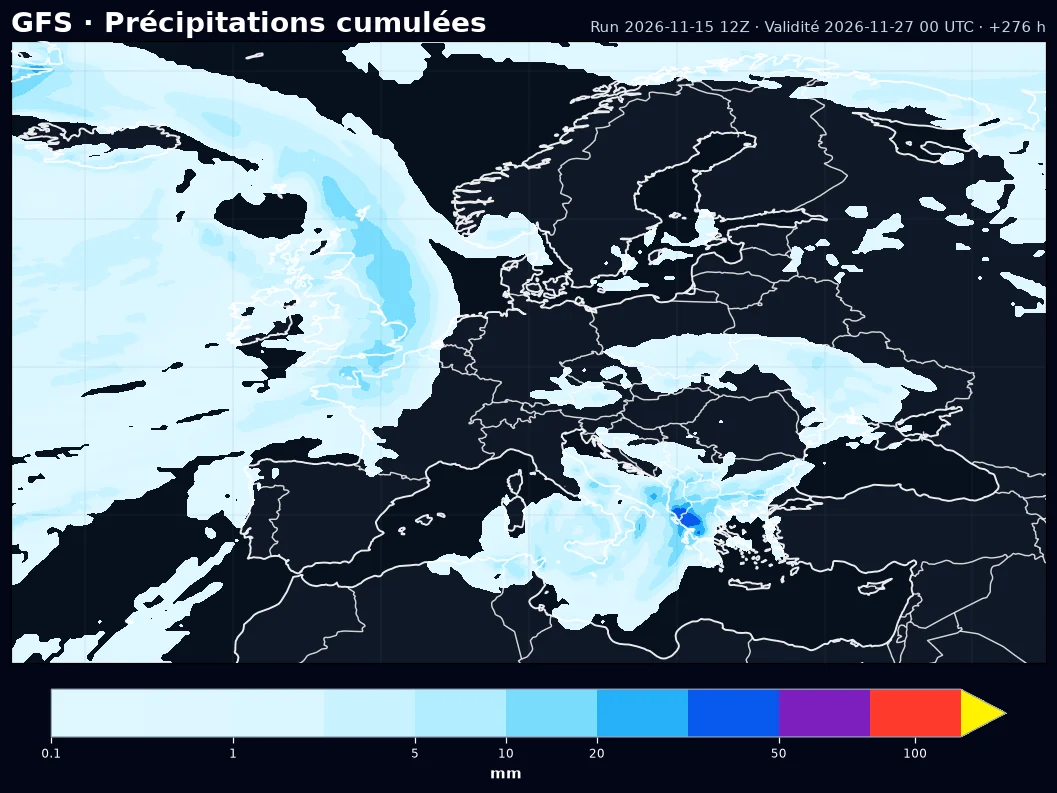 GFS · Précipitations cumulées
Run 2026-11-15 12Z · Validité 2026-11-27 00 UTC · +276 h
0.1 1 5 10 20 50 100
mm